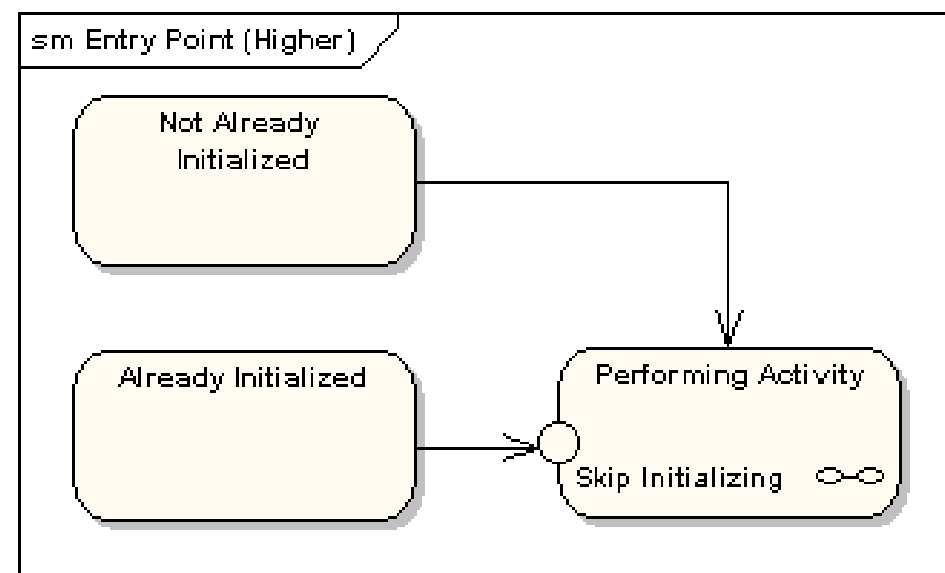 sm Entry Point (Higher)
Not Already
Initialized
Already Initialized
Performing Activity
Skip Initializing